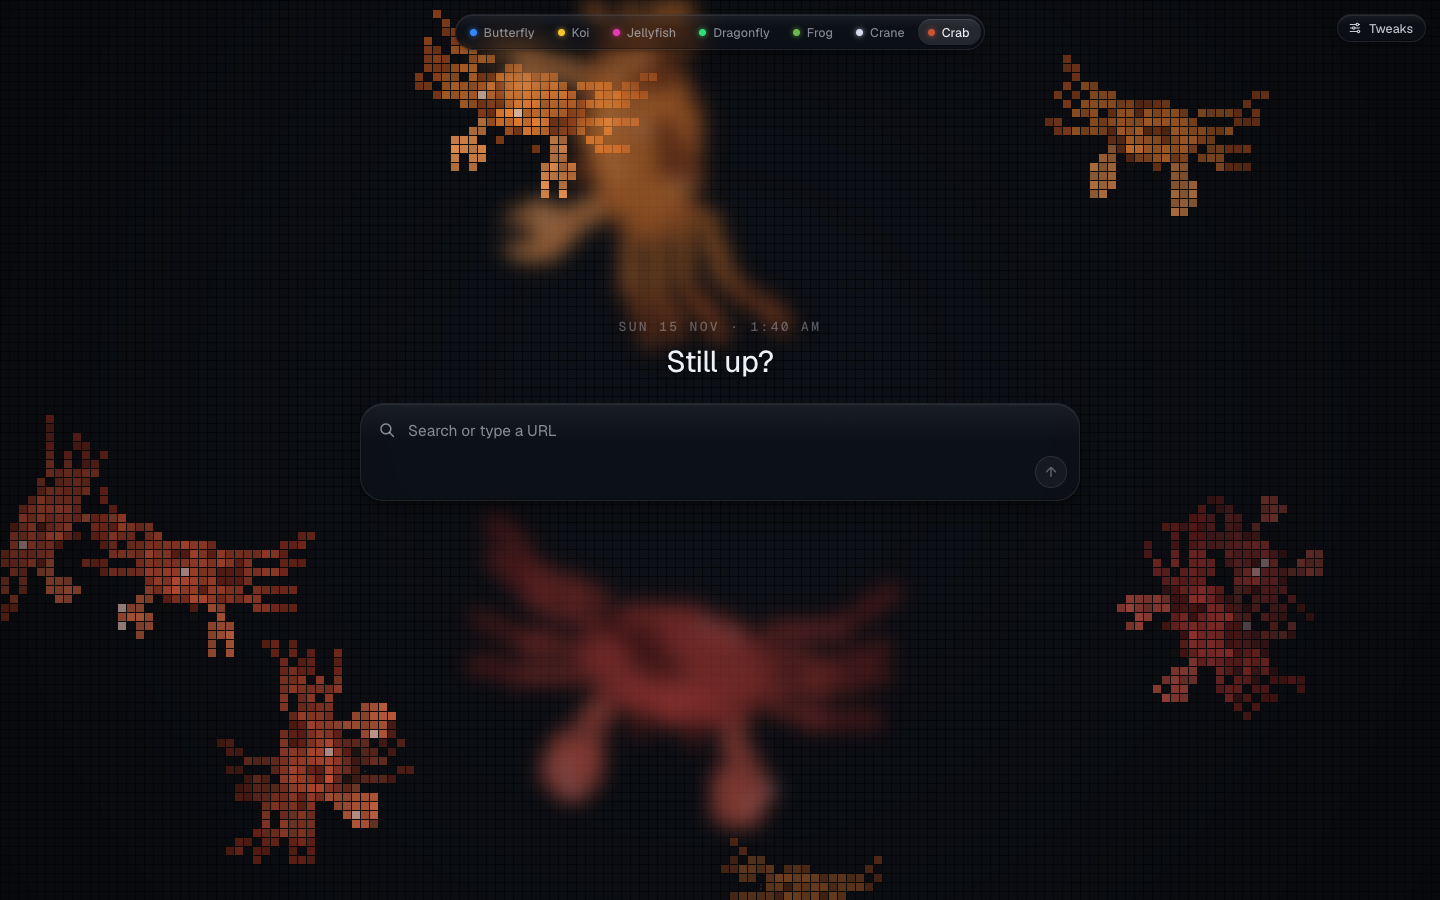 Butterfly Koi Jellyfish Dragonfly Frog Crane Crab
Tweaks
SUN 15 NOV · 1:40 AM
Still up?
Search or type a URL